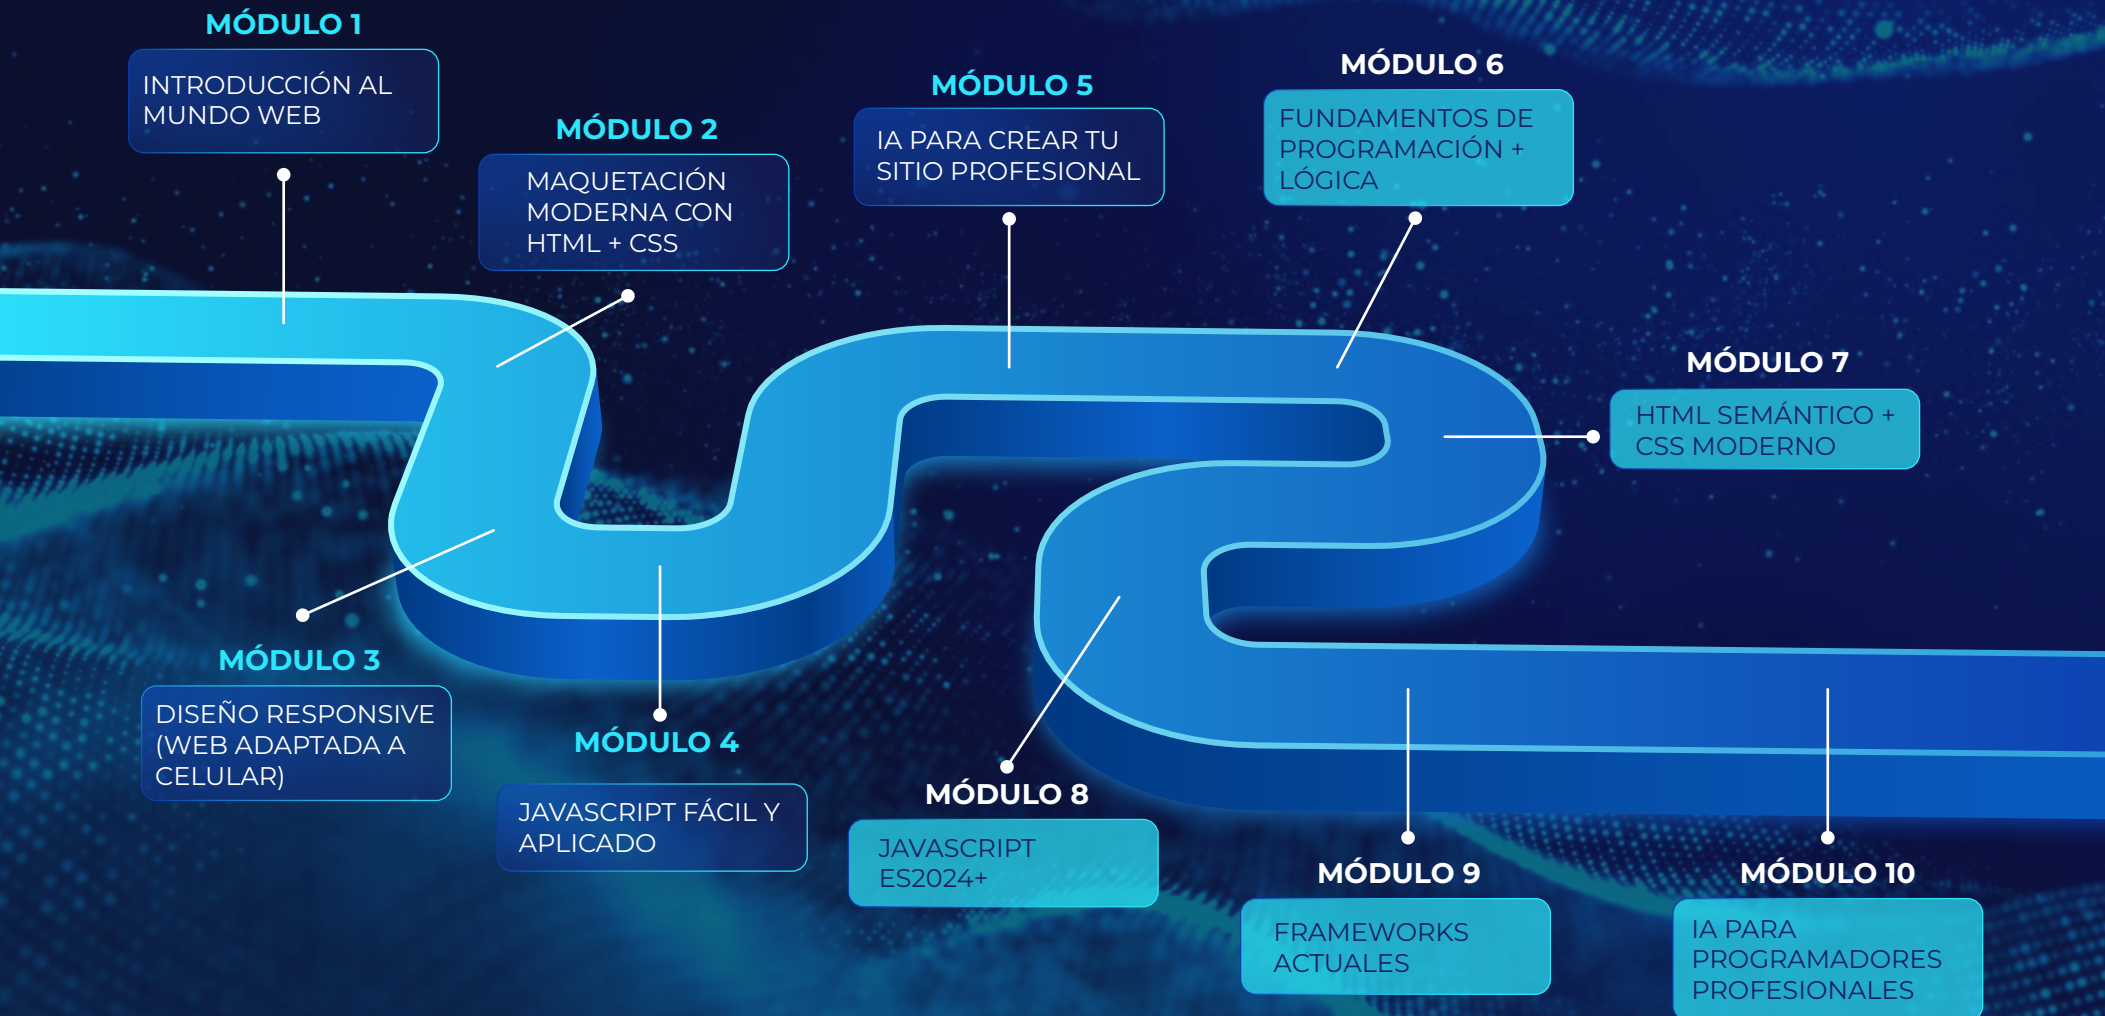 MÓDULO 1
INTRODUCCIÓN AL
MUNDO WEB
MÓDULO 2
MAQUETACIÓN
MODERNA CON
HTML + CSS
MÓDULO 3
DISEÑO RESPONSIVE
(WEB ADAPTADA A
CELULAR)
MÓDULO 4
JAVASCRIPT FÁCIL Y
APLICADO
MÓDULO 5
IA PARA CREAR TU
SITIO PROFESIONAL
MÓDULO 6
FUNDAMENTOS DE
PROGRAMACIÓN +
LÓGICA
MÓDULO 7
HTML SEMÁNTICO +
CSS MODERNO
MÓDULO 8
JAVASCRIPT
ES2024+
MÓDULO 9
FRAMEWORKS
ACTUALES
MÓDULO 10
IA PARA
PROGRAMADORES
PROFESIONALES